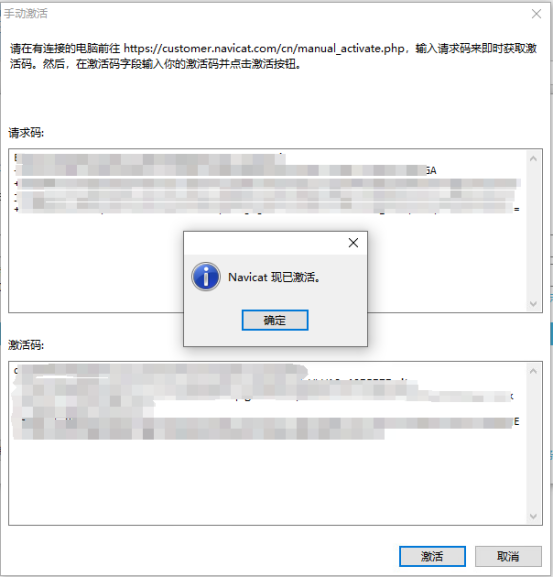 手动激活
请在有连接的电脑前往 https://customer.navicat.com/cn/manual_activate.php，输入请求码来即时获取激
活码。然后，在激活码字段输入你的激活码并点击激活按钮。
请求码:
GA
+
+
=
Navicat 现已激活。
确定
激活码:
x
E
激活
取消